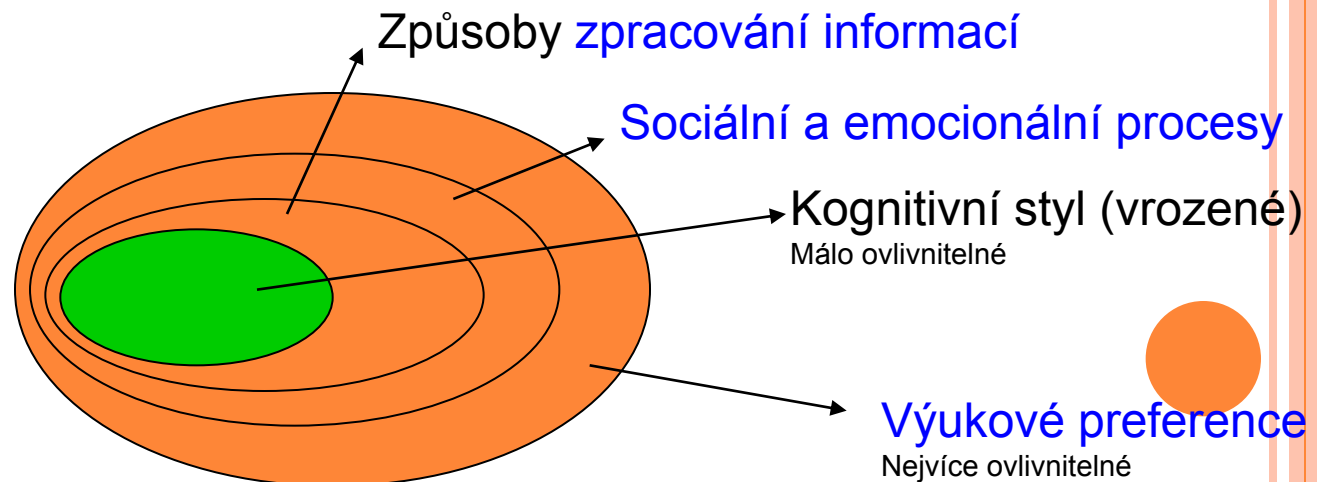 Způsoby zpracování informací
Sociální a emocionální procesy
Kognitivní styl (vrozené)
Málo ovlivnitelné
Výukové preference
Nejvíce ovlivnitelné